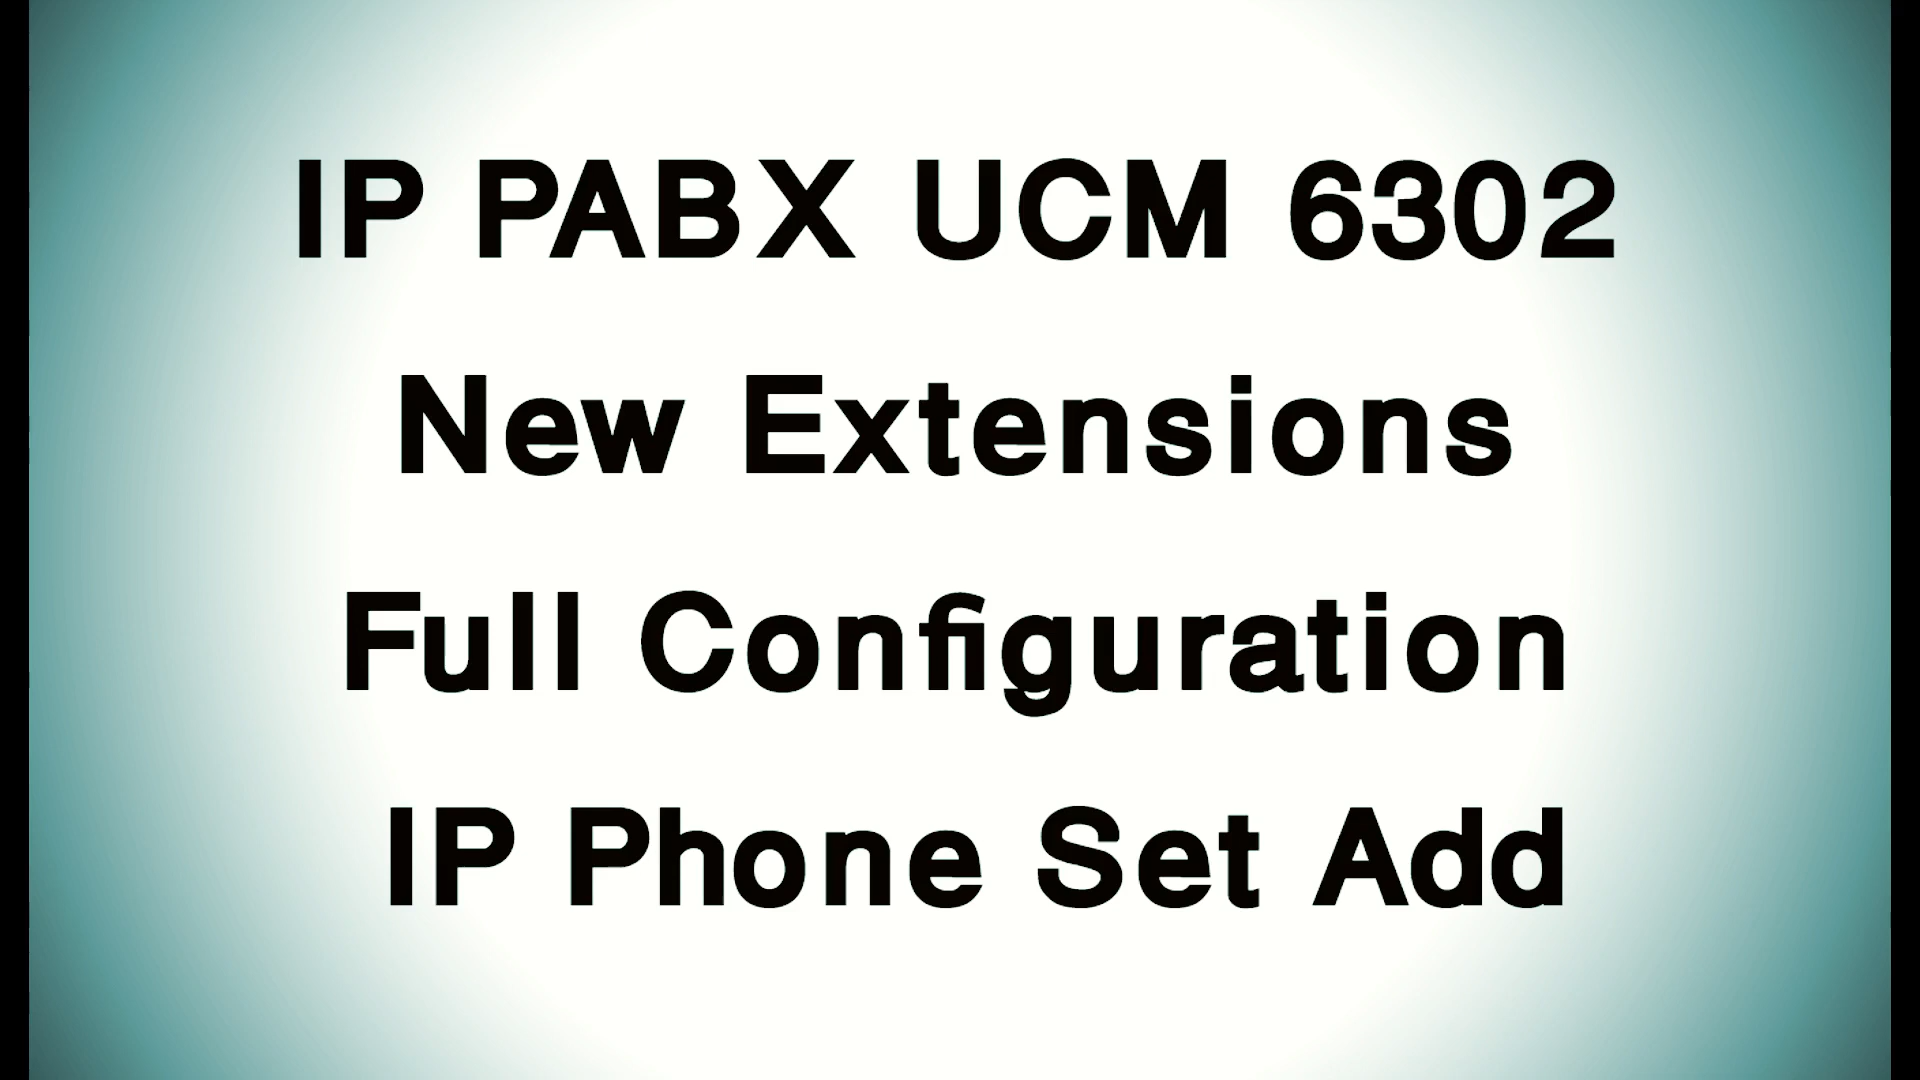 IP PABX UCM 6302
New Extensions
Full Configuration
IP Phone Set Add